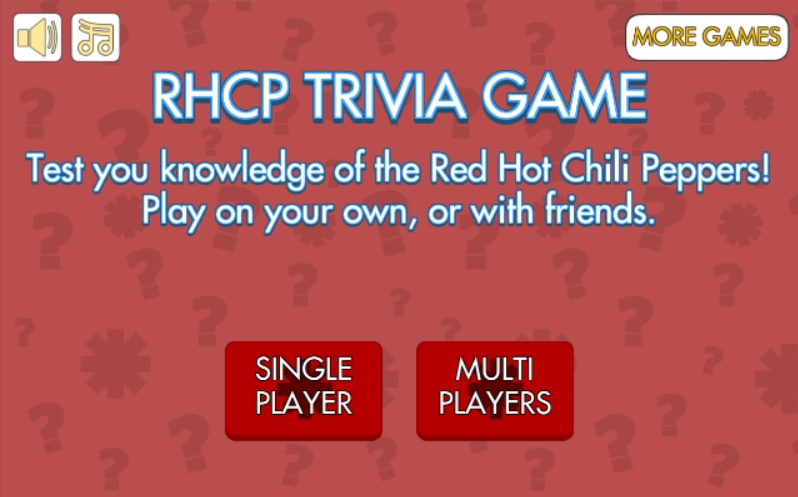 MORE GAMES
RHCP TRIVIA GAME
Test you knowledge of the Red Hot Chili Peppers!
Play on your own, or with friends.
SINGLE
PLAYER
MULTI
PLAYERS